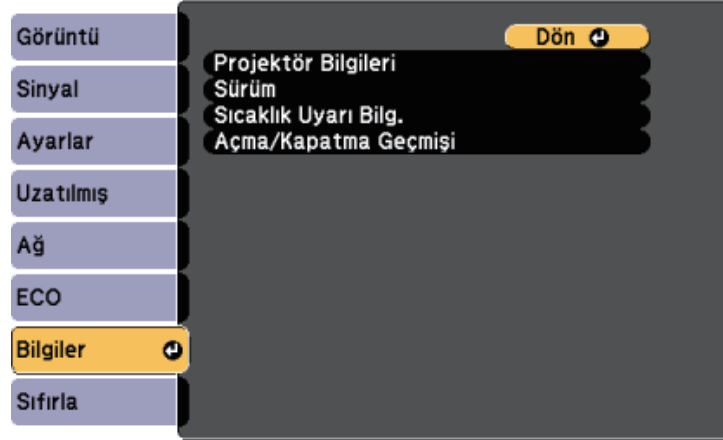 Görüntü
Sinyal
Ayarlar
Uzatılmış
Ağ
ECO
Bilgiler
Sıfırla
Dön
Projektör Bilgileri
Sürüm
Sıcaklık Uyarı Bilg.
Açma/Kapatma Geçmişi